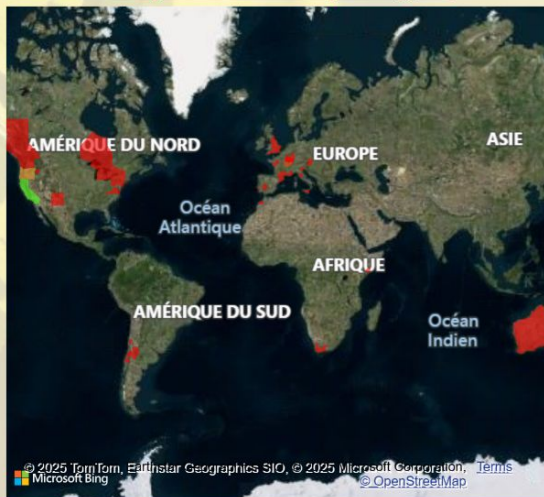 AMÉRIQUE DU NORD
EUROPE
ASIE
Océan
Atlantique
AFRIQUE
AMÉRIQUE DU SUD
Océan
Indien
© 2025 TomTom, Earthstar Geographics SIO, © 2025 Microsoft Corporation, Terms
Microsoft Bing
© OpenStreetMap